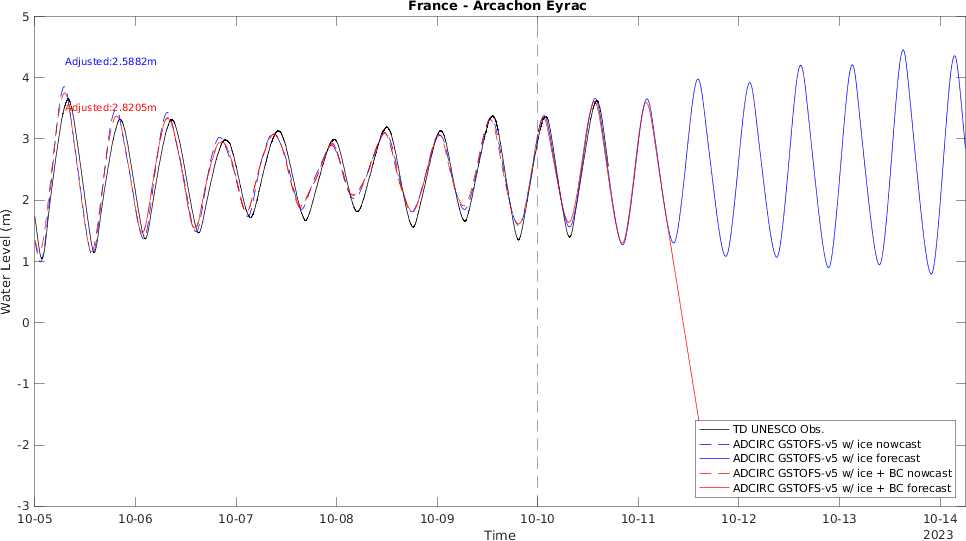 France - Arcachon Eyrac
5
4
3
2
1
0
-1
-2
-3
Water Level (m)
Adjusted:2.5882m
Adjusted:2.8205m
TD UNESCO Obs.
ADCIRC GSTOFS-v5 w/ ice nowcast
ADCIRC GSTOFS-v5 w/ ice forecast
ADCIRC GSTOFS-v5 w/ ice + BC nowcast
ADCIRC GSTOFS-v5 w/ ice + BC forecast
10-05 10-06 10-07 10-08 10-09 10-10 10-11 10-12 10-13 10-14
2023
Time